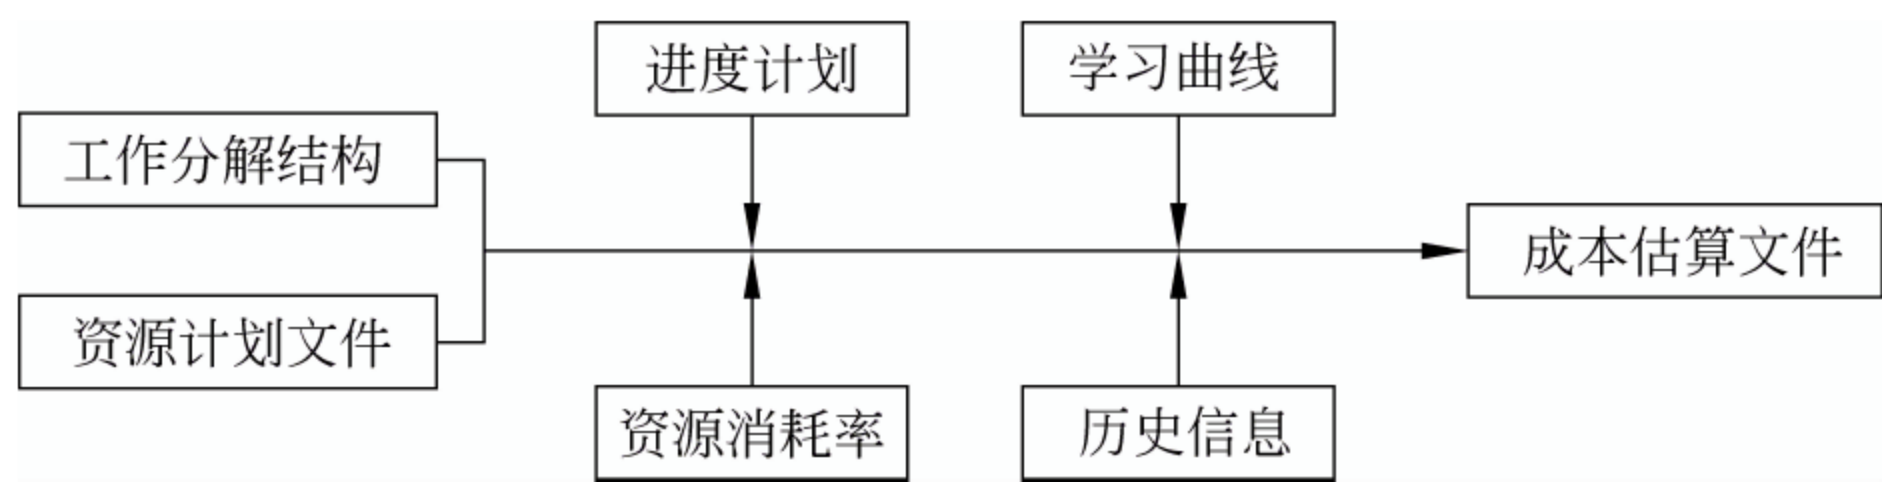 进度计划
学习曲线
工作分解结构
成本估算文件
资源计划文件
资源消耗率
历史信息